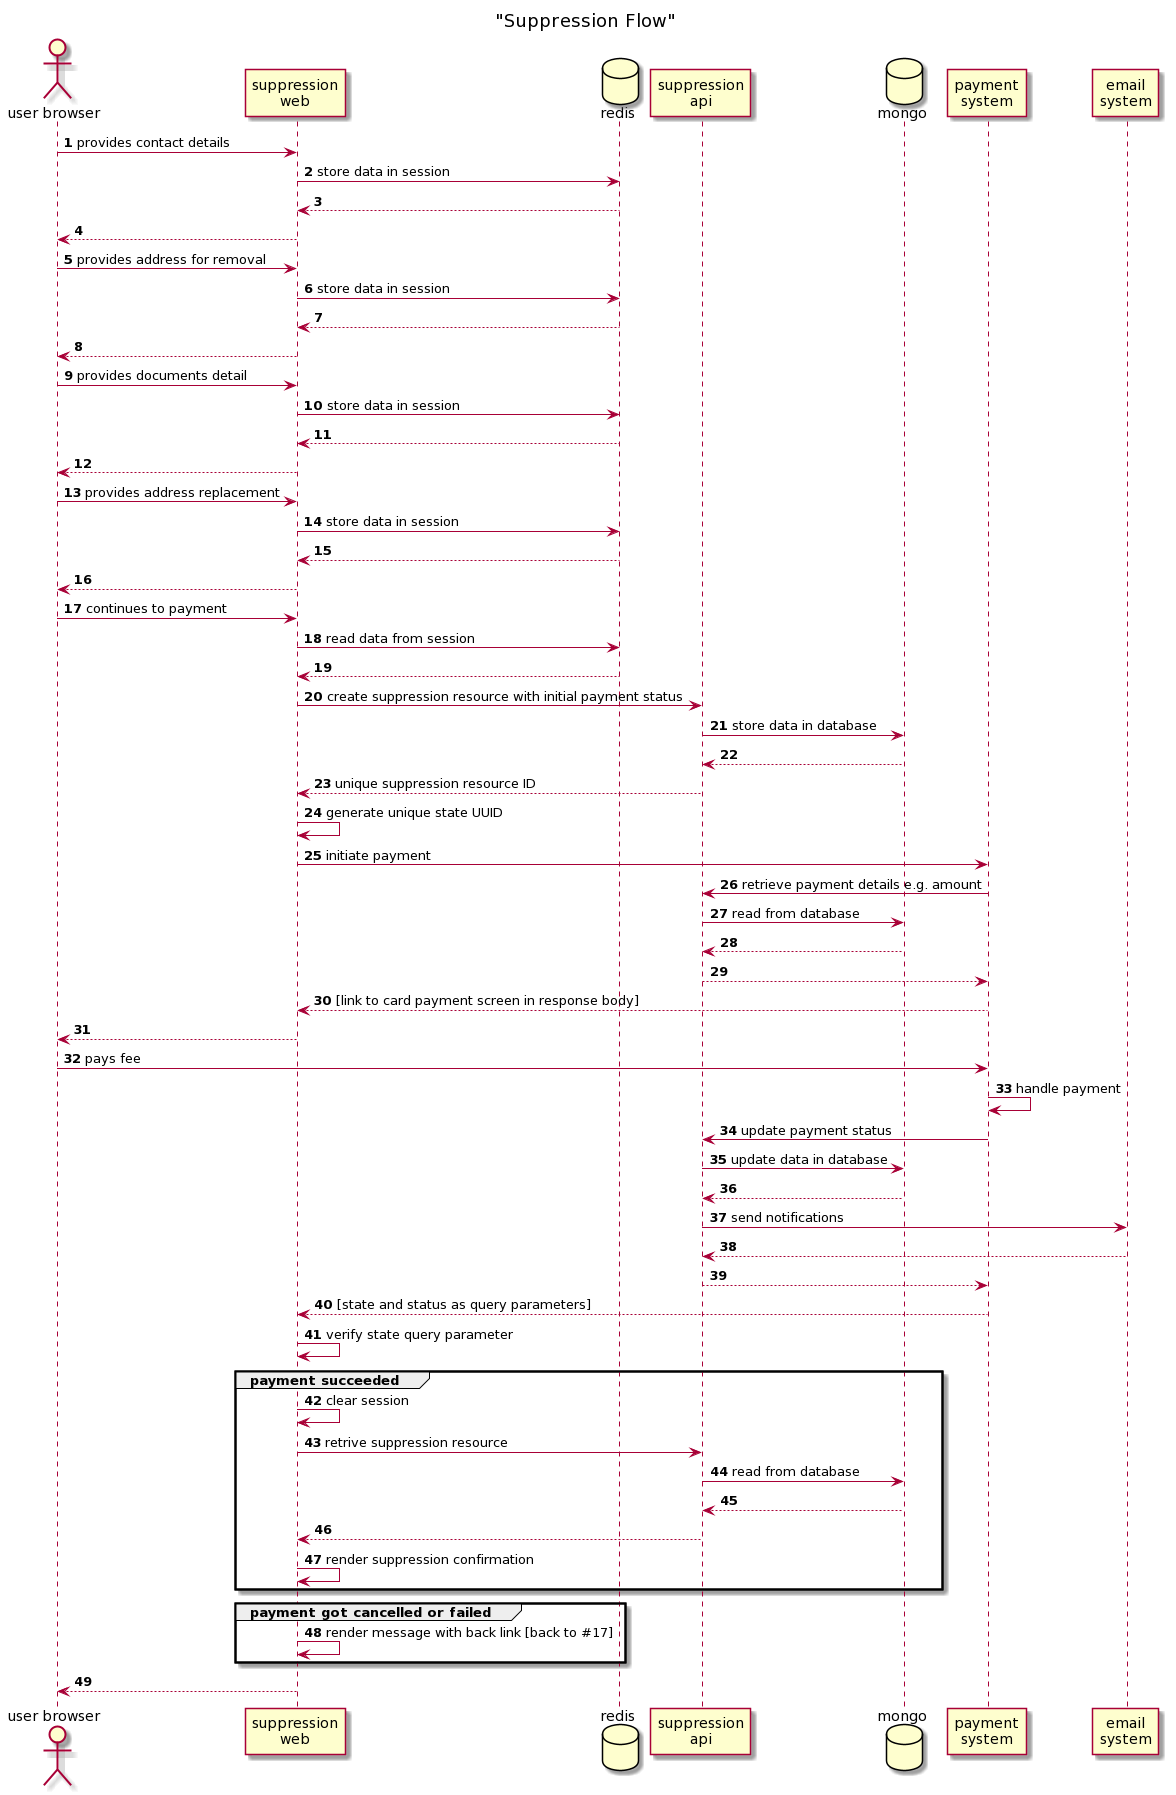 "Suppression Flow"
user browser
suppression
web
redis
suppression
api
mongo
payment
system
email
system
1 provides contact details
2 store data in session
3
4
5 provides address for removal
6 store data in session
7
8
9 provides documents detail
10 store data in session
11
12
13 provides address replacement
14 store data in session
15
16
17 continues to payment
18 read data from session
19
20 create suppression resource with initial payment status
21 store data in database
22
23 unique suppression resource ID
24 generate unique state UUID
25 initiate payment
26 retrieve payment details e.g. amount
27 read from database
28
29
30 [link to card payment screen in response body]
31
32 pays fee
33 handle payment
34 update payment status
35 update data in database
36
37 send notifications
38
39
40 [state and status as query parameters]
41 verify state query parameter
payment succeeded
42 clear session
43 retrive suppression resource
44 read from database
45
46
47 render suppression confirmation
payment got cancelled or failed
48 render message with back link [back to #17]
49
user browser
suppression
web
redis
suppression
api
mongo
payment
system
email
system